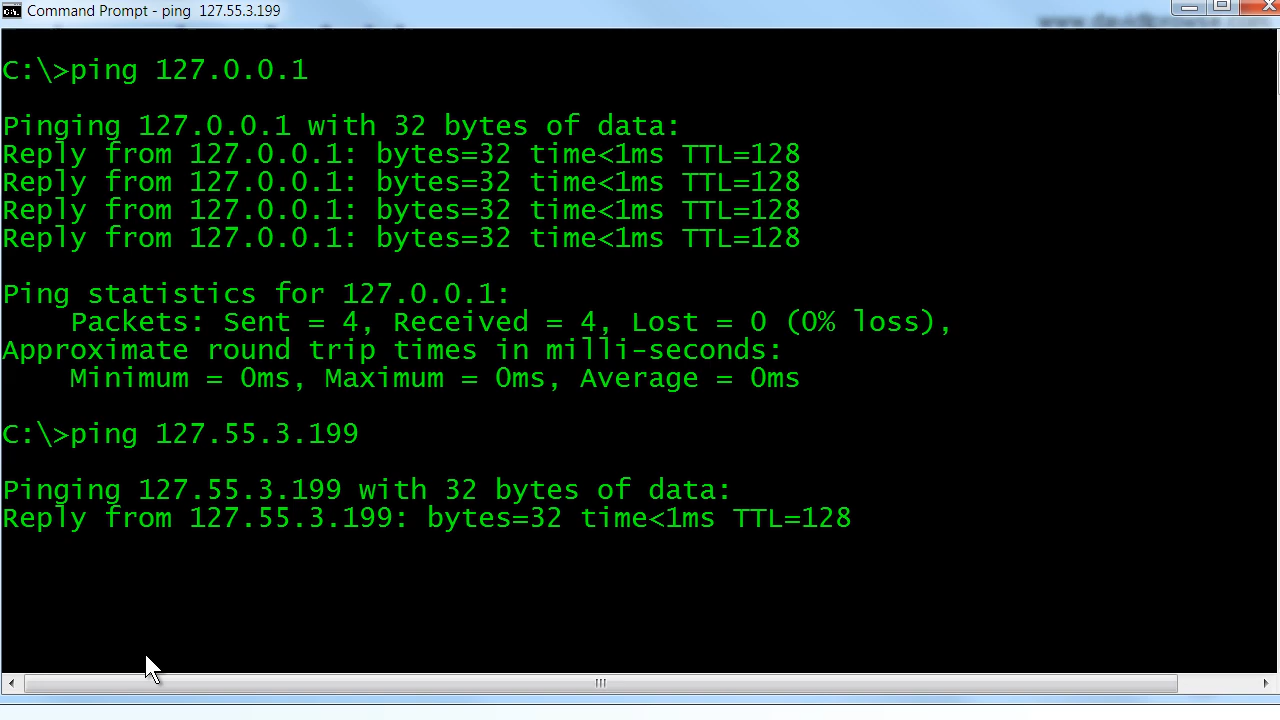 Command Prompt - ping  127.55.3.199
C:\>ping 127.0.0.1
Pinging 127.0.0.1 with 32 bytes of data:
Reply from 127.0.0.1: bytes=32 time<1ms TTL=128
Reply from 127.0.0.1: bytes=32 time<1ms TTL=128
Reply from 127.0.0.1: bytes=32 time<1ms TTL=128
Reply from 127.0.0.1: bytes=32 time<1ms TTL=128
Ping statistics for 127.0.0.1:
Packets: Sent = 4, Received = 4, Lost = 0 (0% loss),
Approximate round trip times in milli-seconds:
Minimum = 0ms, Maximum = 0ms, Average = 0ms
C:\>ping 127.55.3.199
Pinging 127.55.3.199 with 32 bytes of data:
Reply from 127.55.3.199: bytes=32 time<1ms TTL=128